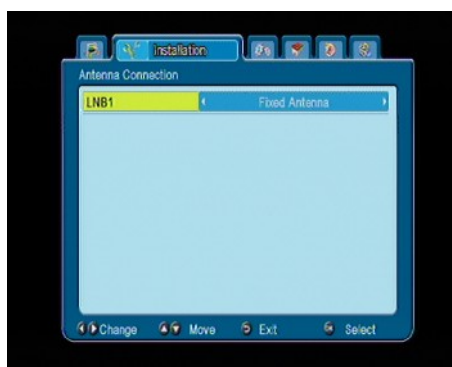 Installation
Antenna Connection
LNB1 Fixed Antenna
Change Move Exit Select